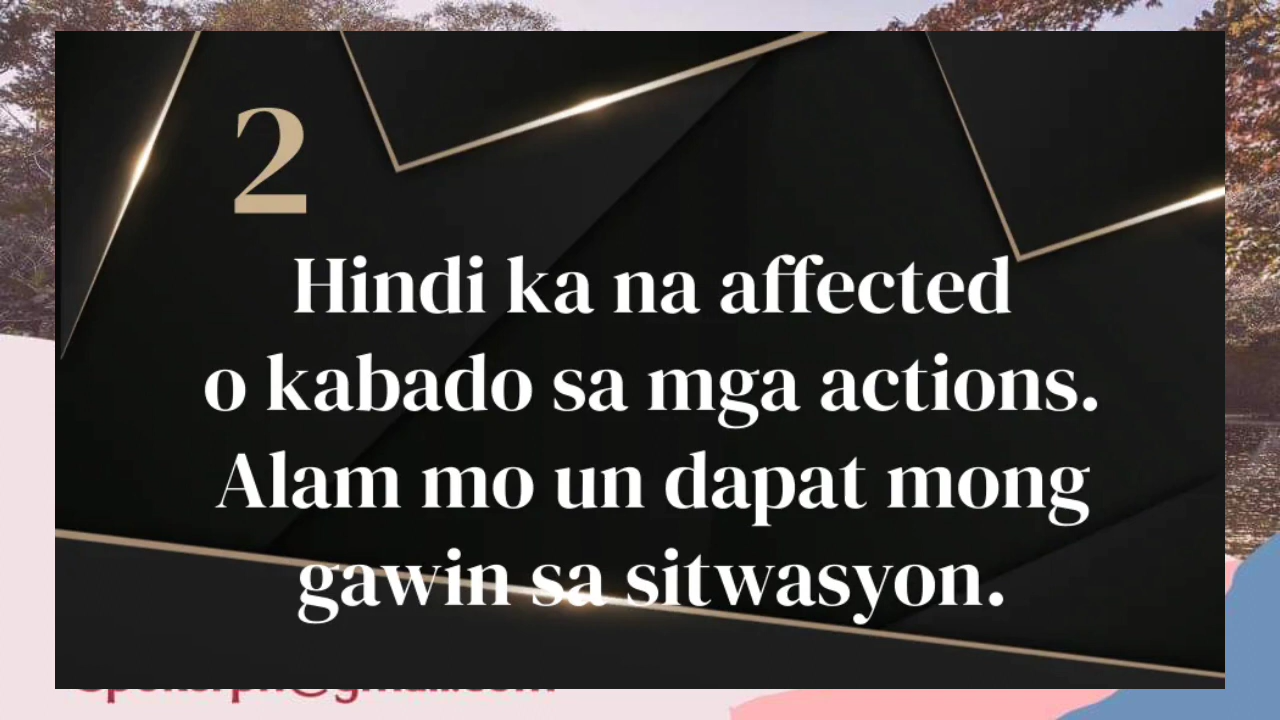 2
Hindi ka na affected
o kabado sa mga actions.
Alam mo un dapat mong
gawin sa sitwasyon.